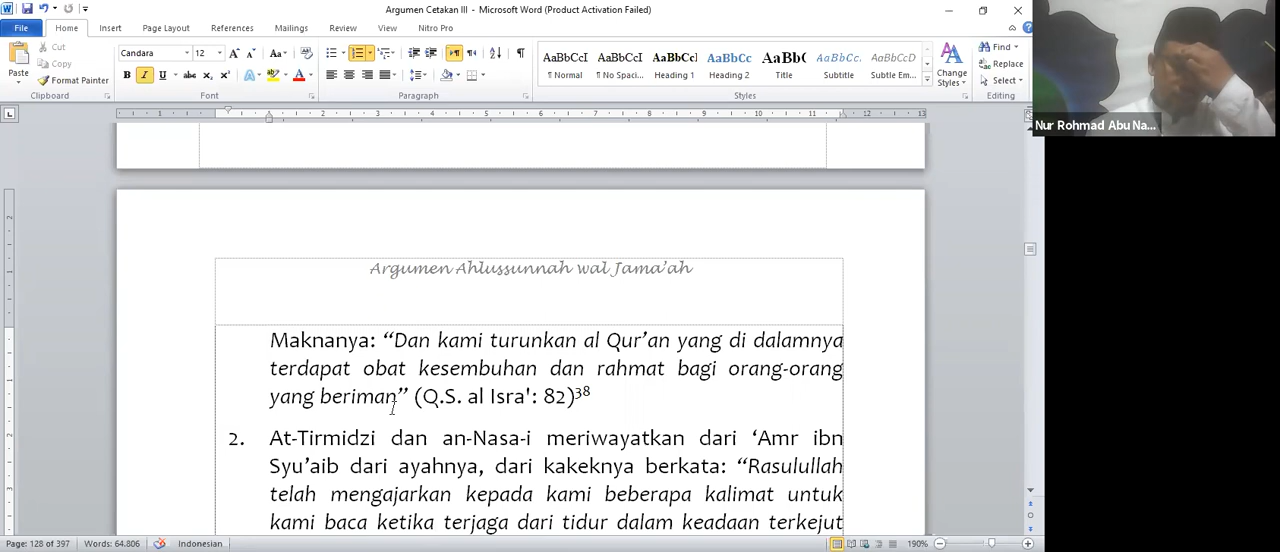 Argumen Cetakan III - Microsoft Word (Product Activation Failed)
File Home Insert Page Layout References Mailings Review View Nitro Pro
Paste Cut Copy Format Painter Clipboard
Candara 12 Font
Paragraph
AaBbCcI AaBbCcI AaBbCcI AaBbCc AaBb( AaBbCc. AaBbCcD
¶ Normal ¶ No Spaci... Heading 1 Heading 2 Title Subtitle Subtle Em...
Styles
Change Styles
Find Replace Select Editing
Nur Rohmad Abu Na...
Argumen Ahlussunnah wal Jama'ah
Maknanya: “Dan kami turunkan al Qur’an yang di dalamnya
terdapat obat kesembuhan dan rahmat bagi orang-orang
yang beriman” (Q.S. al Isra': 82)38
2. At-Tirmidzi dan an-Nasa-i meriwayatkan dari ‘Amr ibn
Syu’aib dari ayahnya, dari kakeknya berkata: “Rasulullah
telah mengajarkan kepada kami beberapa kalimat untuk
kami baca ketika terjaga dari tidur dalam keadaan terkejut
Page: 128 of 397 Words: 64.806 Indonesian 190%